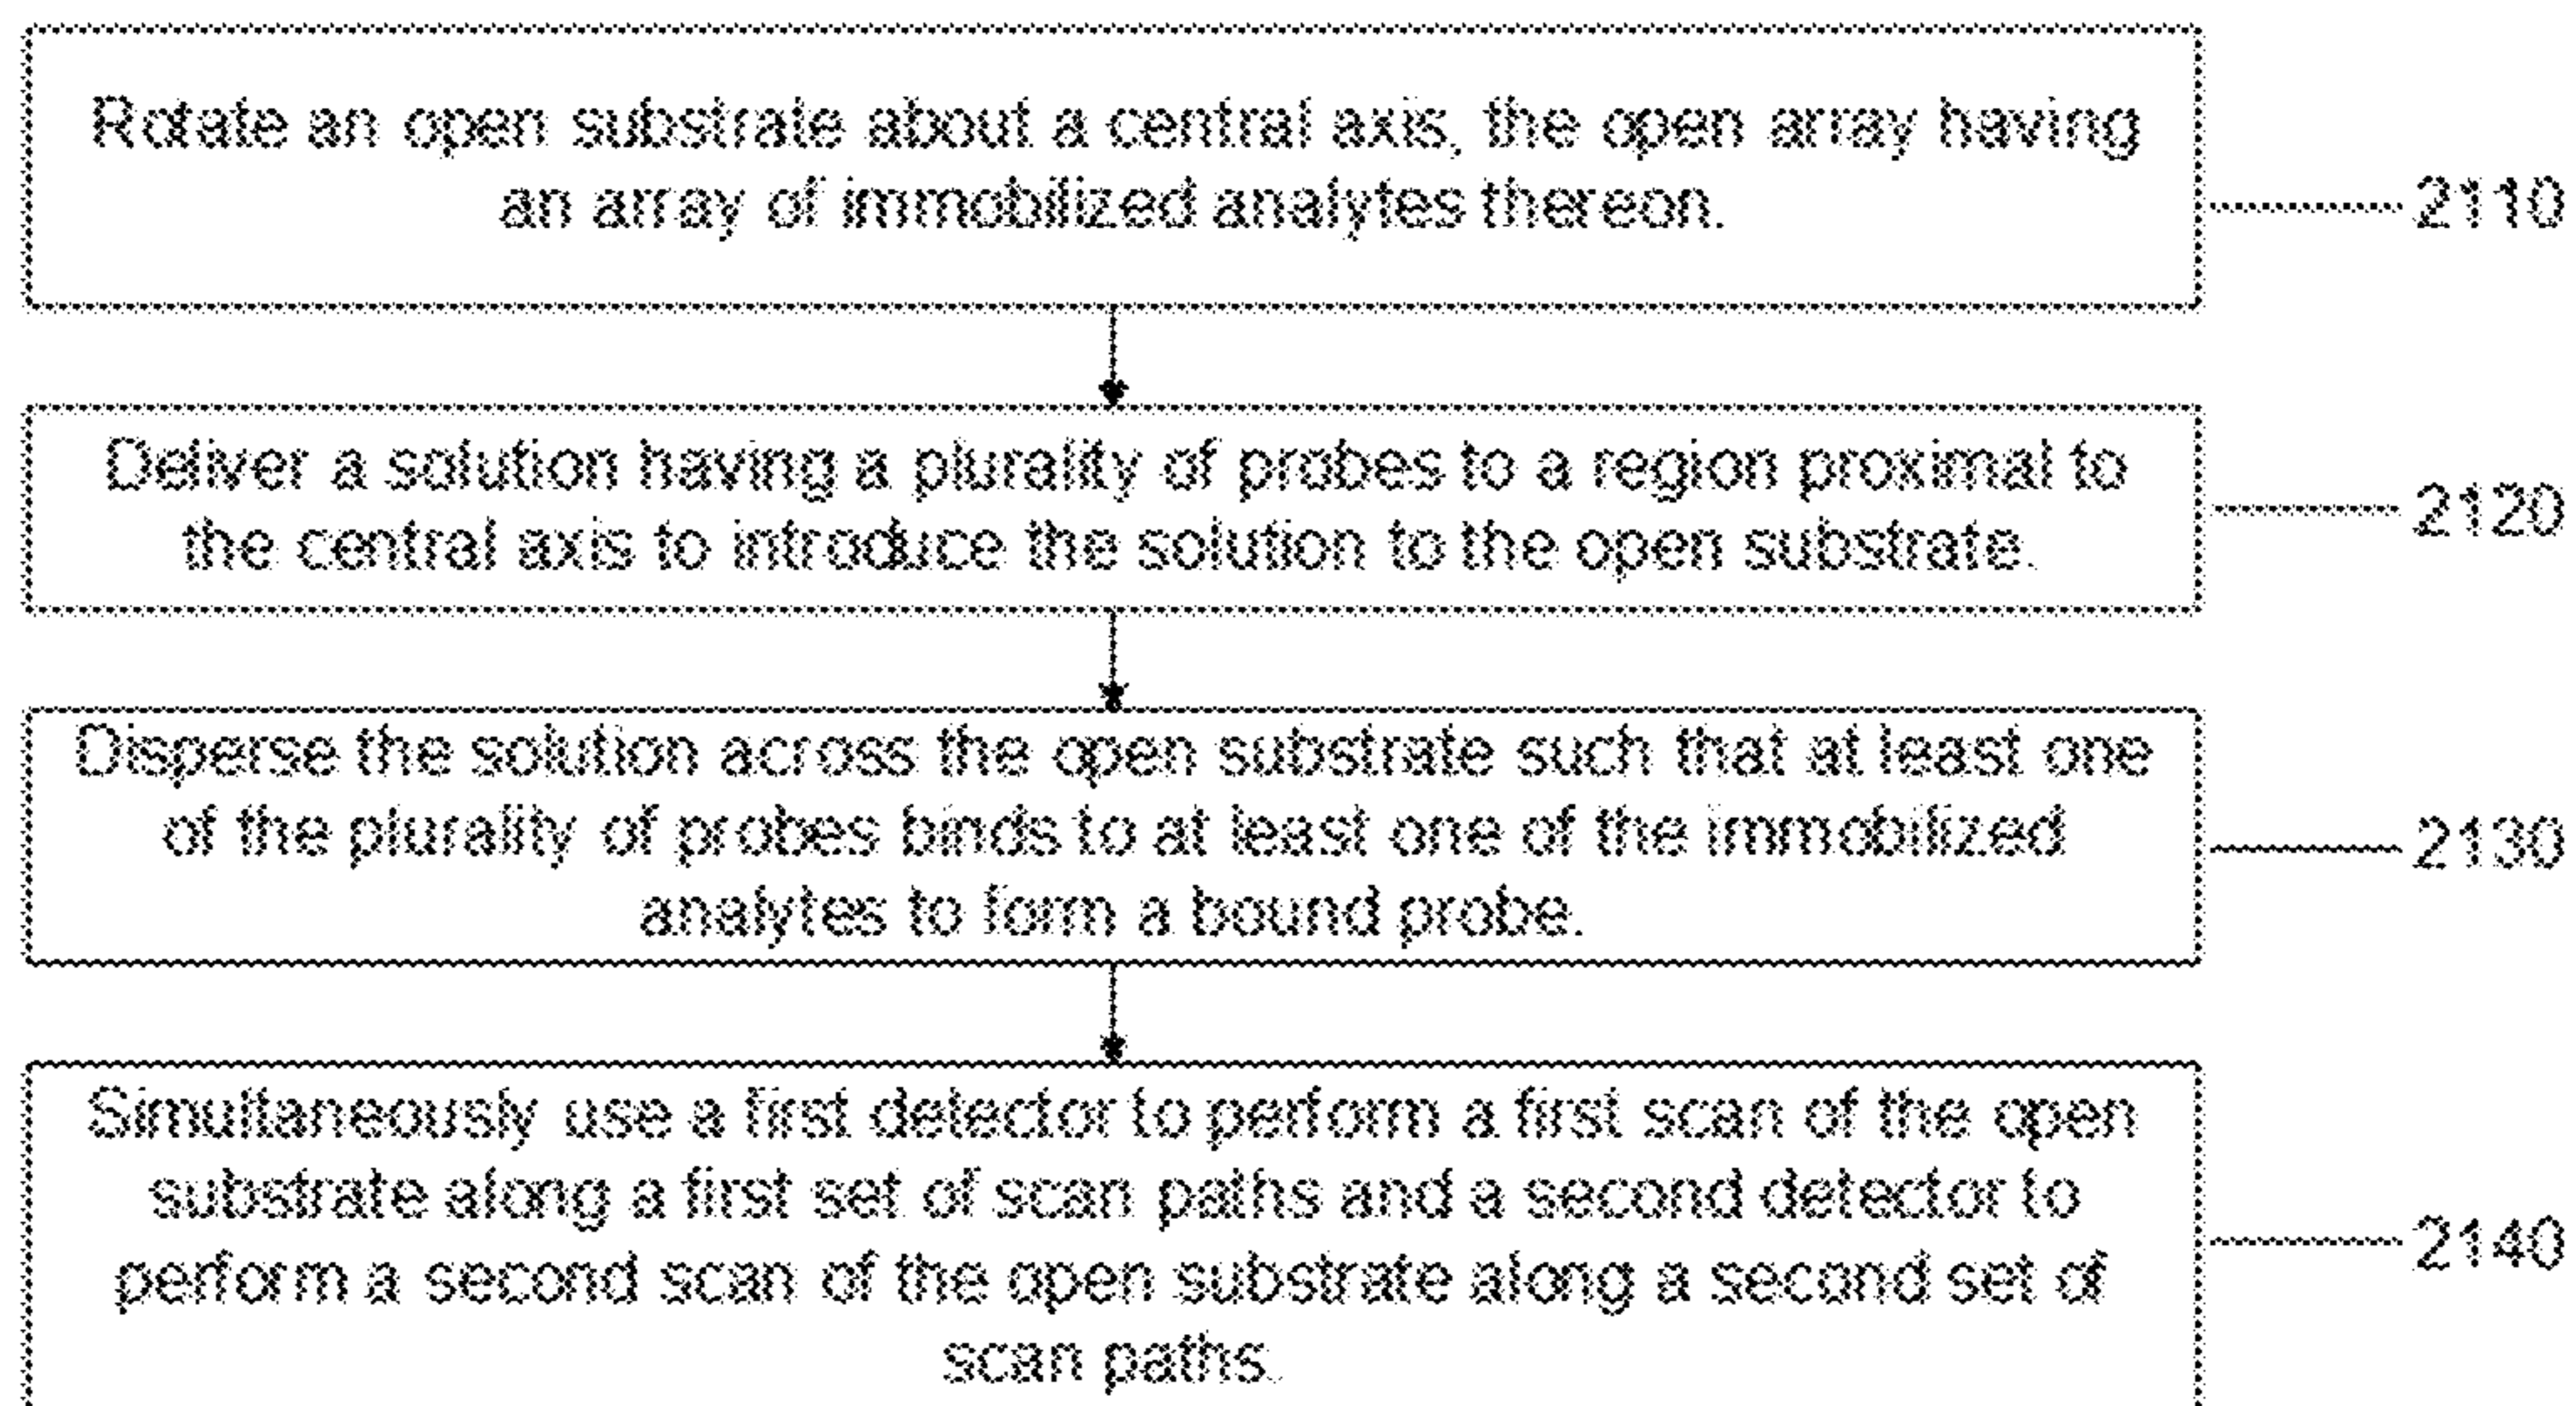 Rotate an open substrate about a central axis, the open array having
an array of immobilized analytes thereon.
2110
Deliver a solution having a plurality of probes to a region proximal to
the central axis to introduce the solution to the open substrate.
2120
Disperse the solution across the open substrate such that at least one
of the plurality of probes binds to at least one of the immobilized
analytes to form a bound probe.
2130
Simultaneously use a first detector to perform a first scan of the open
substrate along a first set of scan paths and a second detector to
perform a second scan of the open substrate along a second set of
scan paths.
2140